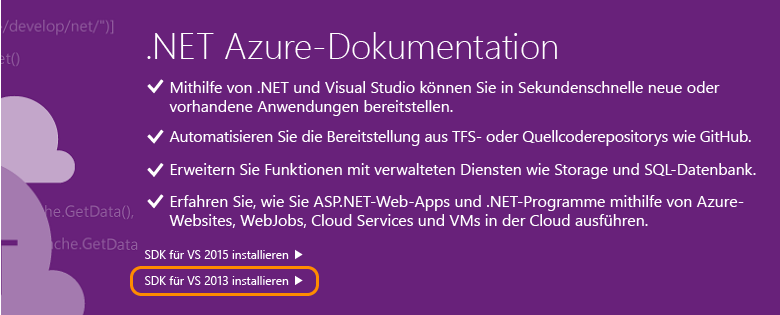 e/develop/net/")]
.NET Azure-Dokumentation
et()
Mithilfe von .NET und Visual Studio können Sie in Sekundenschnelle neue oder
vorhandene Anwendungen bereitstellen.
Automatisieren Sie die Bereitstellung aus TFS- oder Quellcoderepositorys wie GitHub.
Erweitern Sie Funktionen mit verwalteten Diensten wie Storage und SQL-Datenbank.
Erfahren Sie, wie Sie ASP.NET-Web-Apps und .NET-Programme mithilfe von Azure-
Websites, WebJobs, Cloud Services und VMs in der Cloud ausführen.
che.GetData(),
ache.GetData
SDK für VS 2015 installieren
SDK für VS 2013 installieren